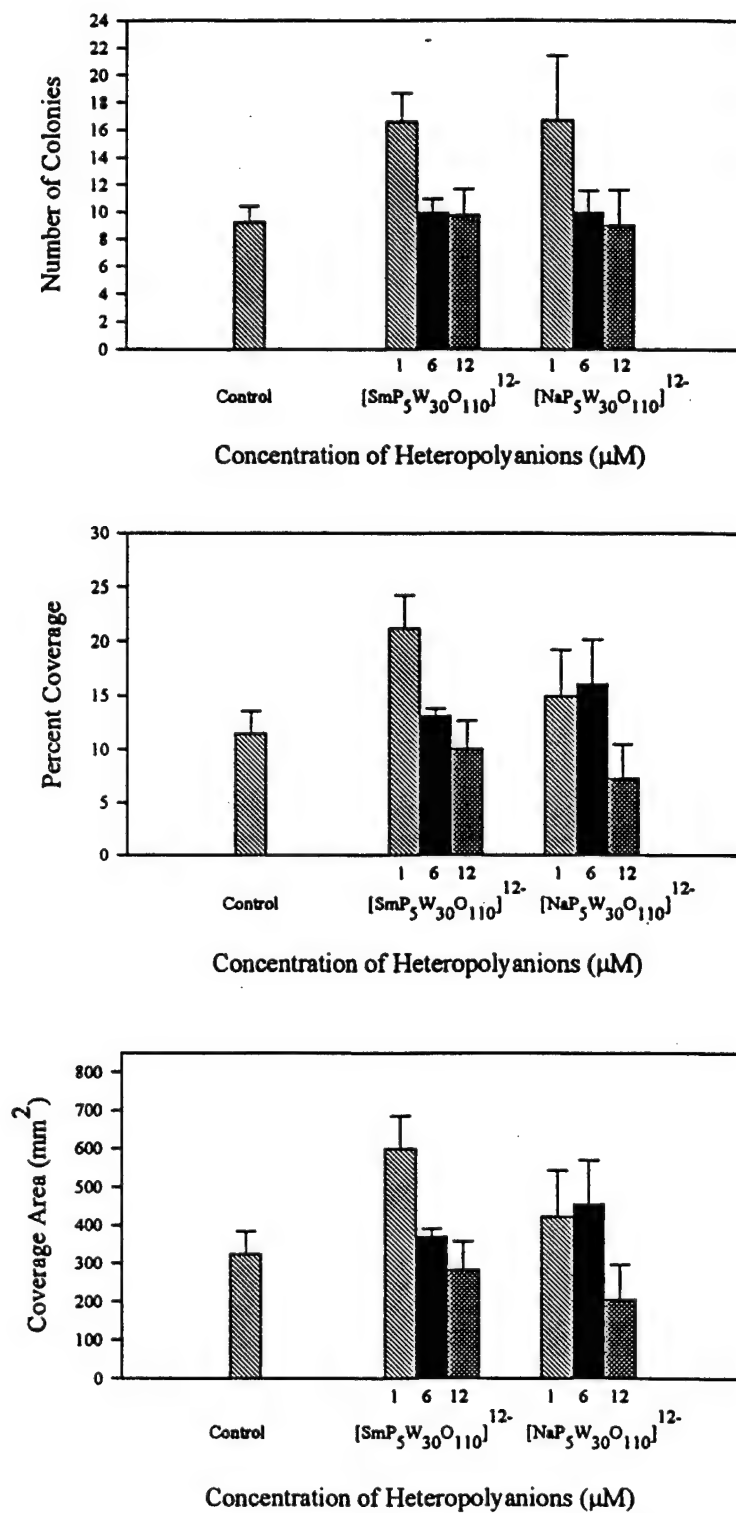 24
22
20
18
16
14
12
10
8
6
4
2
0
Number of Colonies
1 6 12 1 6 12
Control [SmP5W30O110]12- [NaP5W30O110]12-
Concentration of Heteropolyanions (μM)
30
25
20
15
10
5
0
Percent Coverage
1 6 12 1 6 12
Control [SmP5W30O110]12- [NaP5W30O110]12-
Concentration of Heteropolyanions (μM)
800
700
600
500
400
300
200
100
0
Coverage Area (mm2)
1 6 12 1 6 12
Control [SmP5W30O110]12- [NaP5W30O110]12-
Concentration of Heteropolyanions (μM)